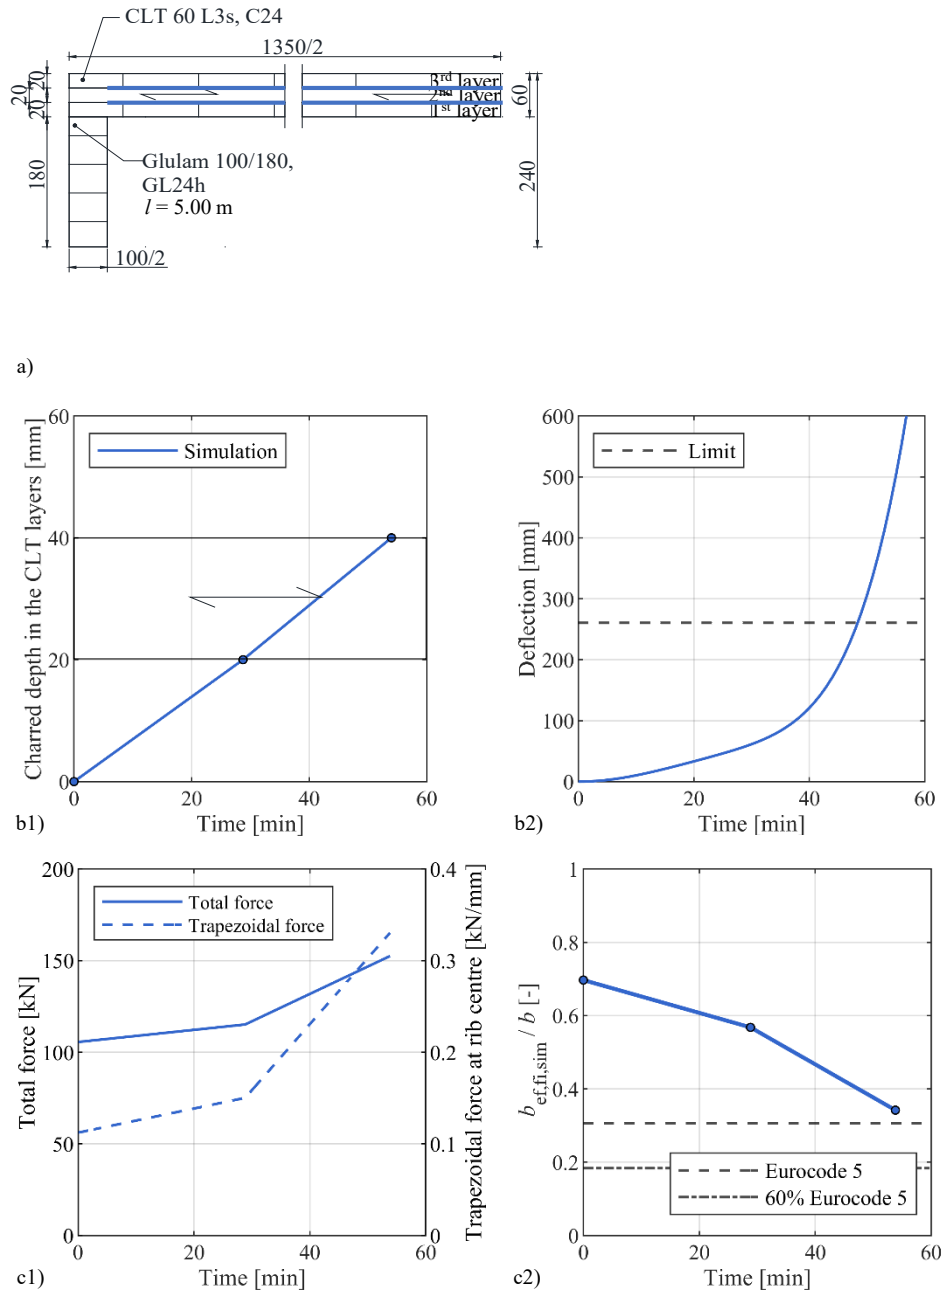 CLT 60 L3s, C24
1350/2
20
20
20
3rd layer
2nd layer
1st layer
60
180
240
Glulam 100/180,
GL24h
l = 5.00 m
100/2
a)
Charred depth in the CLT layers [mm]
60
40
20
0
Simulation
0 20 40 60
Time [min]
b1)
Deflection [mm]
600
500
400
300
200
100
0
Limit
0 20 40 60
Time [min]
b2)
Total force [kN]
200
150
100
50
0
Total force
Trapezoidal force
0.4
0.3
0.2
0.1
0
Trapezoidal force at rib centre [kN/mm]
0 20 40 60
Time [min]
c1)
bef,fi,sim / b [-]
1
0.8
0.6
0.4
0.2
0
Eurocode 5
60% Eurocode 5
0 20 40 60
Time [min]
c2)